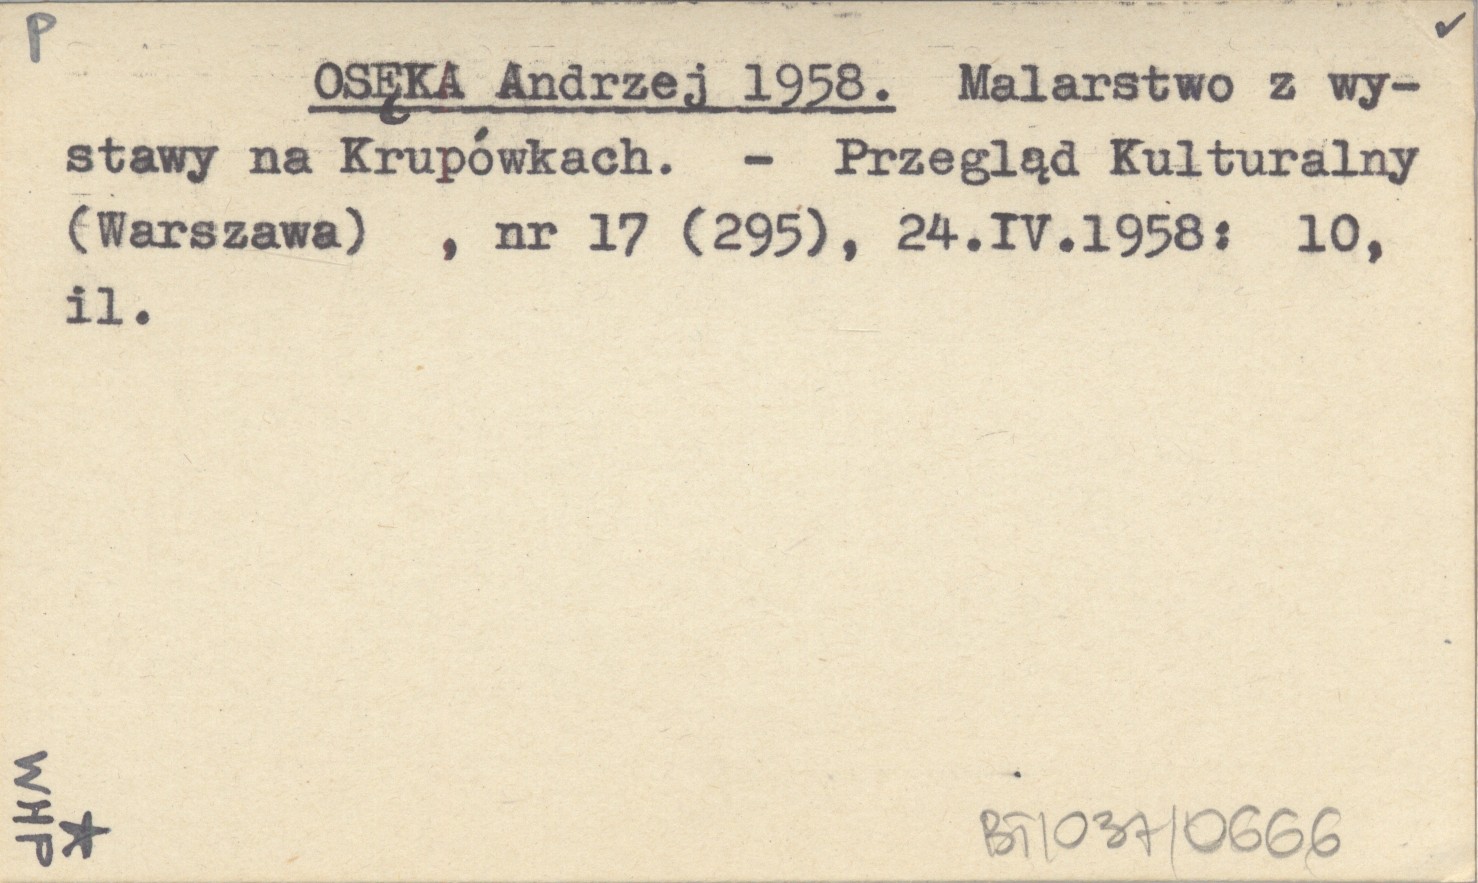 P ✓
OSĘKA Andrzej 1958. Malarstwo z wy-
stawy na Krupówkach. - Przegląd Kulturalny
(Warszawa) , nr 17 (295), 24.IV.1958: 10,
il.
WHP
*
BT/037/0666